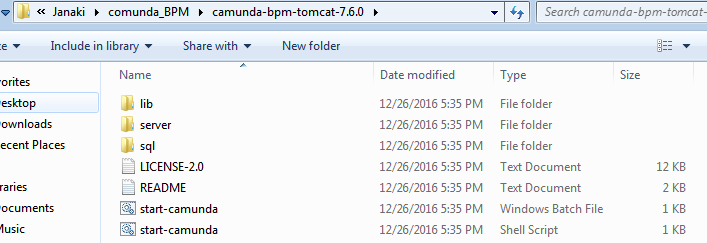 « Janaki ▸ comunda_BPM ▸ camunda-bpm-tomcat-7.6.0 ▸ Search camunda-bpm-tomcat-
Include in library Share with New folder
Name Date modified Type Size
lib 12/26/2016 5:35 PM File folder
server 12/26/2016 5:35 PM File folder
sql 12/26/2016 5:35 PM File folder
LICENSE-2.0 12/26/2016 5:35 PM Text Document 12 KB
README 12/26/2016 5:35 PM Text Document 2 KB
start-camunda 12/26/2016 5:35 PM Windows Batch File 1 KB
start-camunda 12/26/2016 5:35 PM Shell Script 1 KB
vorites
esktop
ownloads
ecent Places
raries
ocuments
Music